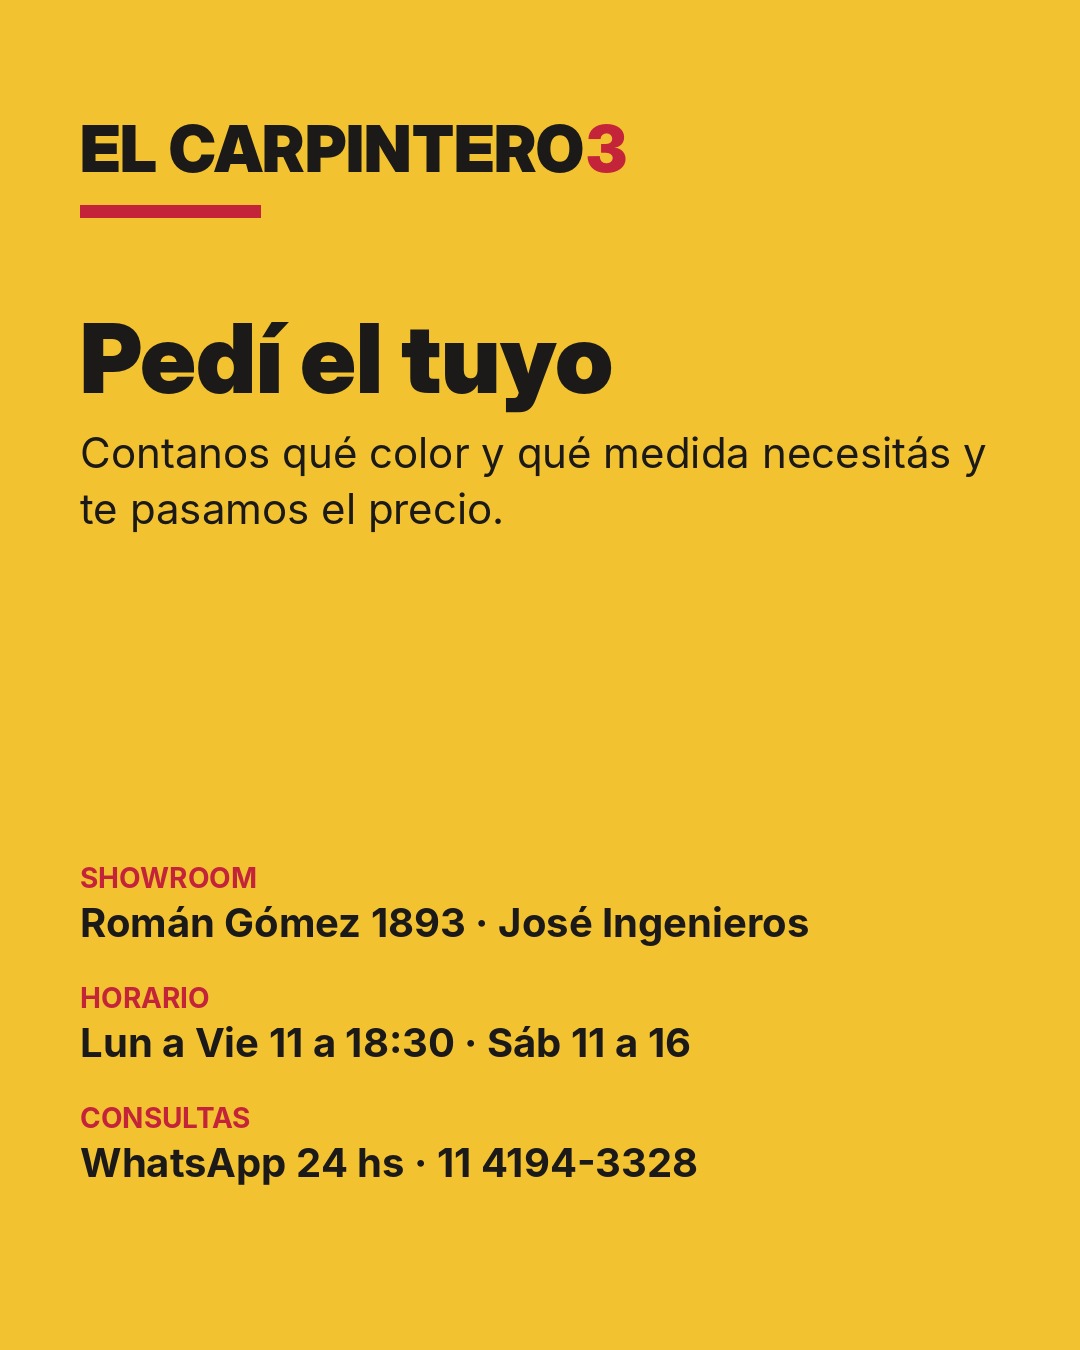 EL CARPINTERO3
Pedí el tuyo
Contanos qué color y qué medida necesitás y
te pasamos el precio.
SHOWROOM
Román Gómez 1893 · José Ingenieros
HORARIO
Lun a Vie 11 a 18:30 · Sáb 11 a 16
CONSULTAS
WhatsApp 24 hs · 11 4194-3328